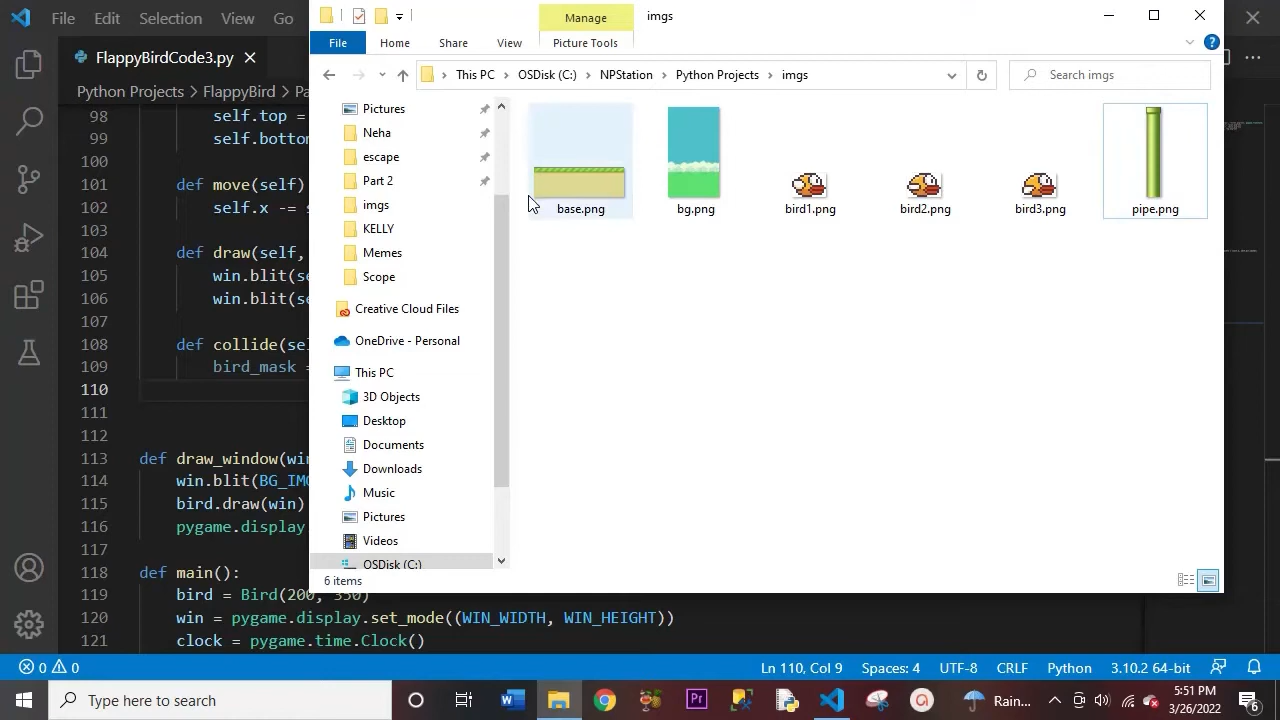 File Edit Selection View Go
Manage
imgs
FlappyBirdCode3.py
File Home Share View Picture Tools
This PC OSDisk (C:) NPStation Python Projects imgs
Search imgs
Python Projects > FlappyBird > Pa
Pictures
Neha
escape
Part 2
imgs
KELLY
Memes
Scope
Creative Cloud Files
OneDrive - Personal
This PC
3D Objects
Desktop
Documents
Downloads
Music
Pictures
Videos
OSDisk (C:)
base.png bg.png bird1.png bird2.png bird3.png pipe.png
6 items
98 self.top =
99 self.bottom
100
101 def move(self)
102 self.x -= s
103
104 def draw(self,
105 win.blit(se
106 win.blit(se
107
108 def collide(sel
109 bird_mask =
110
111
112
113 def draw_window(win
114 win.blit(BG_IMG
115 bird.draw(win)
116 pygame.display
117
118 def main():
119 bird = Bird(200, 350)
120 win = pygame.display.set_mode((WIN_WIDTH, WIN_HEIGHT))
121 clock = pygame.time.Clock()
0 0 Ln 110, Col 9 Spaces: 4 UTF-8 CRLF Python 3.10.2 64-bit
Type here to search
Pr
Rain...
5:51 PM
3/26/2022
6